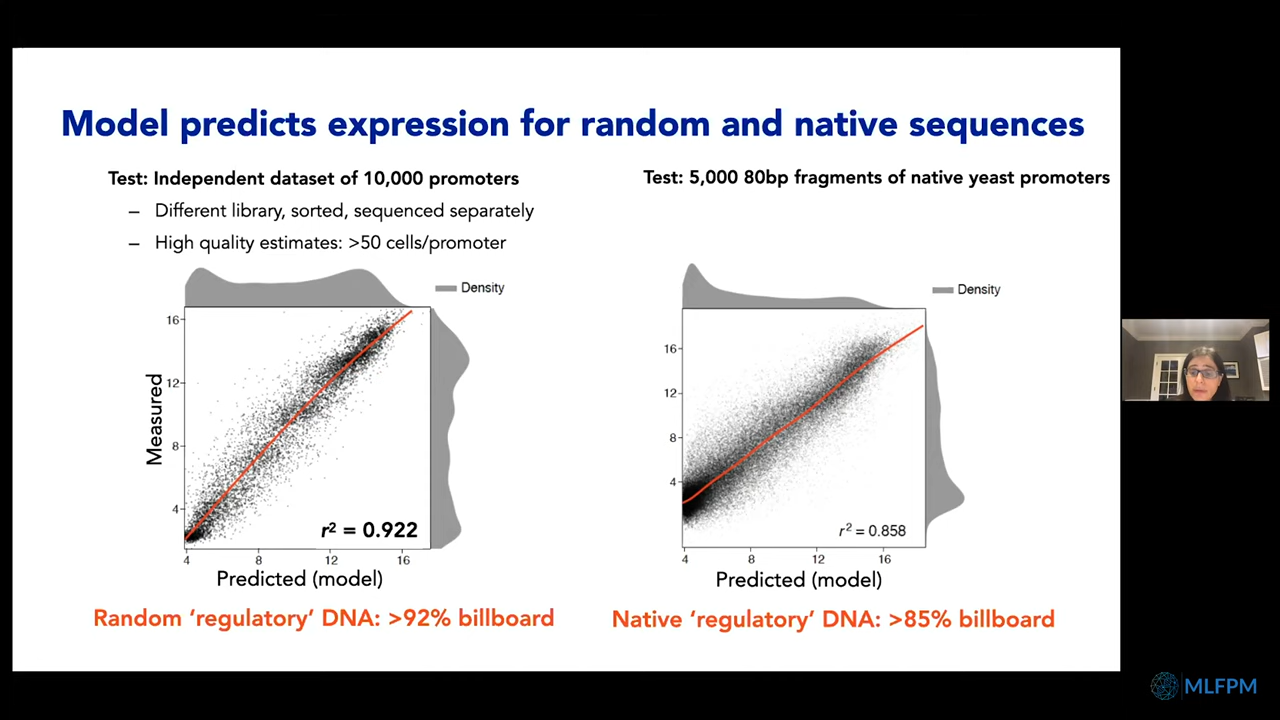 Model predicts expression for random and native sequences
Test: Independent dataset of 10,000 promoters
– Different library, sorted, sequenced separately
– High quality estimates: >50 cells/promoter
Density
16
12
8
4
Measured
r² = 0.922
4 8 12 16
Predicted (model)
Random ‘regulatory’ DNA: >92% billboard
Test: 5,000 80bp fragments of native yeast promoters
Density
16
12
8
4
r² = 0.858
4 8 12 16
Predicted (model)
Native ‘regulatory’ DNA: >85% billboard
MLFPM